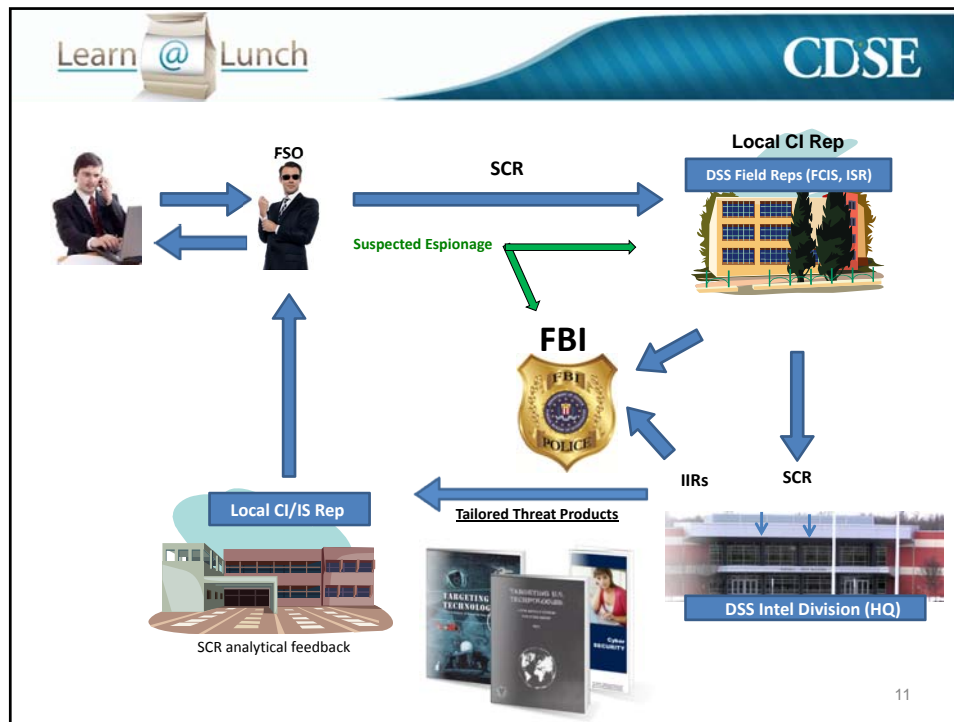 Learn @ Lunch
CDSE
FSO
SCR
Local CI Rep
DSS Field Reps (FCIS, ISR)
Suspected Espionage
FBI
FBI
POLICE
IIRs
SCR
Local CI/IS Rep
Tailored Threat Products
TARGETING
TECHNOLOG
TARGETING U.S.
TECHNOLOGIES
Cyber
SECURITY
DSS Intel Division (HQ)
SCR analytical feedback
11